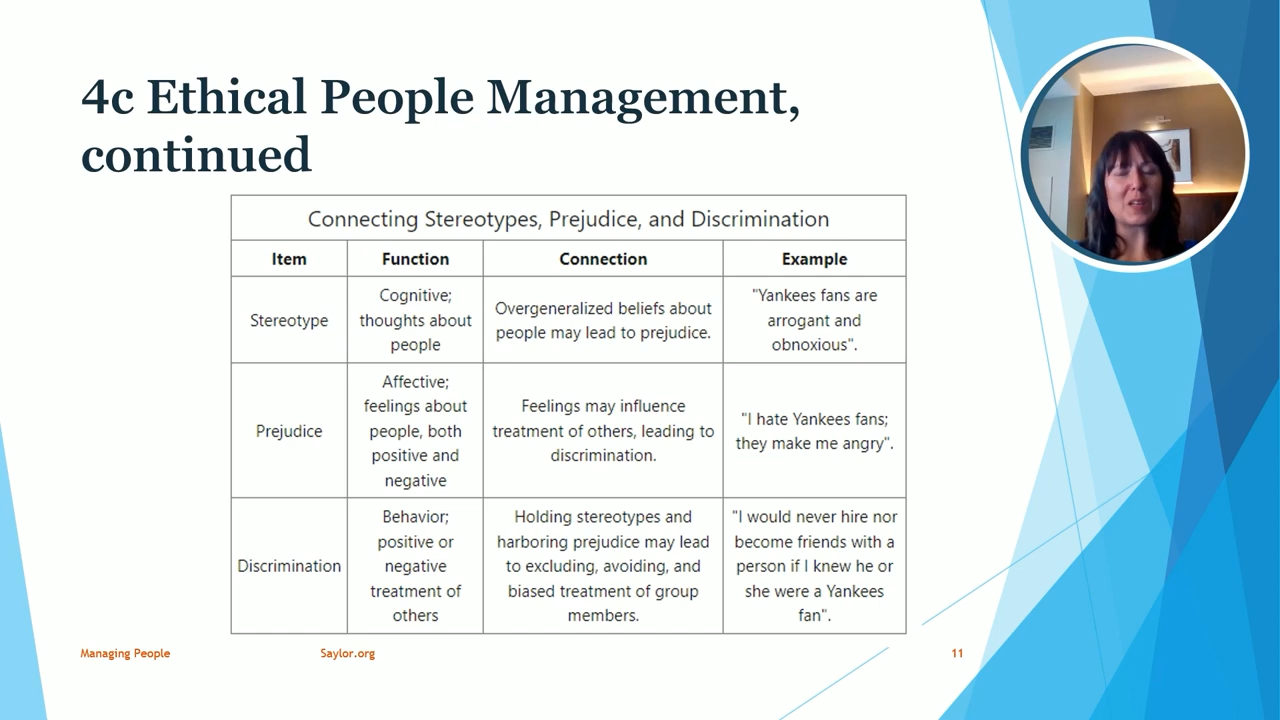 4c Ethical People Management,
continued
Connecting Stereotypes, Prejudice, and Discrimination
Item
Function
Connection
Example
Stereotype
Cognitive;
thoughts about
people
Overgeneralized beliefs about
people may lead to prejudice.
"Yankees fans are
arrogant and
obnoxious".
Prejudice
Affective;
feelings about
people, both
positive and
negative
Feelings may influence
treatment of others, leading to
discrimination.
"I hate Yankees fans;
they make me angry".
Discrimination
Behavior;
positive or
negative
treatment of
others
Holding stereotypes and
harboring prejudice may lead
to excluding, avoiding, and
biased treatment of group
members.
"I would never hire nor
become friends with a
person if I knew he or
she were a Yankees
fan".
Managing People
Saylor.org
11